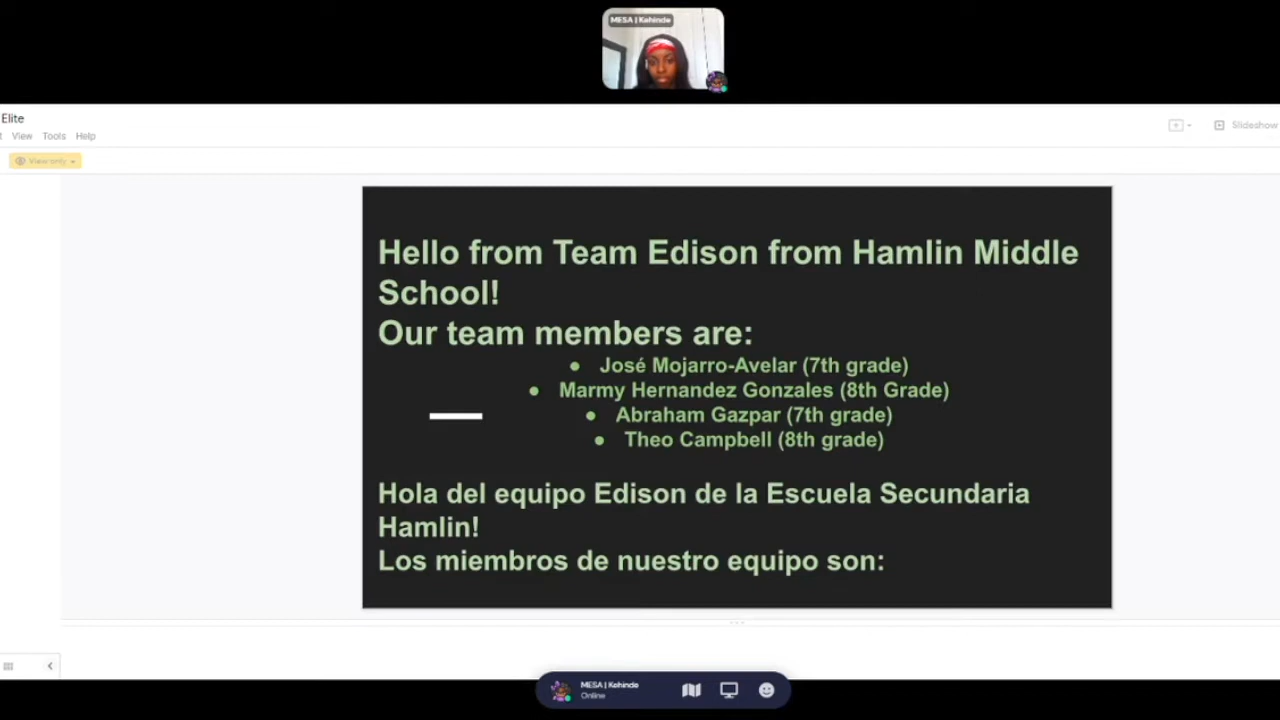 MESA | Kehinde
Elite
View Tools Help
Slideshow
View only
Hello from Team Edison from Hamlin Middle
School!
Our team members are:
● José Mojarro-Avelar (7th grade)
● Marmy Hernandez Gonzales (8th Grade)
● Abraham Gazpar (7th grade)
● Theo Campbell (8th grade)
Hola del equipo Edison de la Escuela Secundaria
Hamlin!
Los miembros de nuestro equipo son:
MESA | Kehinde
Online